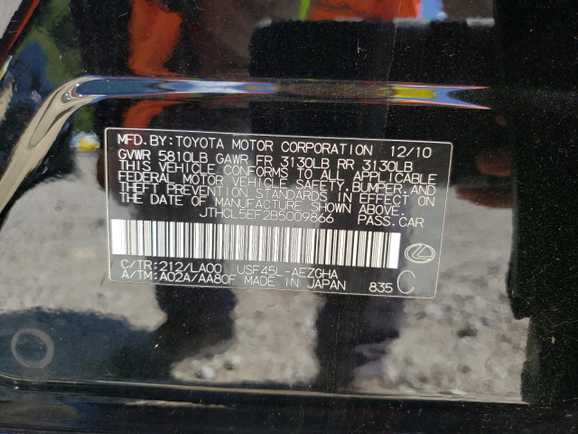 MFD. BY: TOYOTA MOTOR CORPORATION 12/10
GVWR 5810LB GAWR FR 3130LB RR 3130LB
THIS VEHICLE CONFORMS TO ALL APPLICABLE
FEDERAL MOTOR VEHICLE SAFETY, BUMPER, AND
THEFT PREVENTION STANDARDS IN EFFECT ON
THE DATE OF MANUFACTURE SHOWN ABOVE.
JTHCL5EF2B5009866 PASS. CAR
C/TR: 212/LA00 USF45L-AEZGHA
A/TM: A02A/AA80F MADE IN JAPAN 835 C